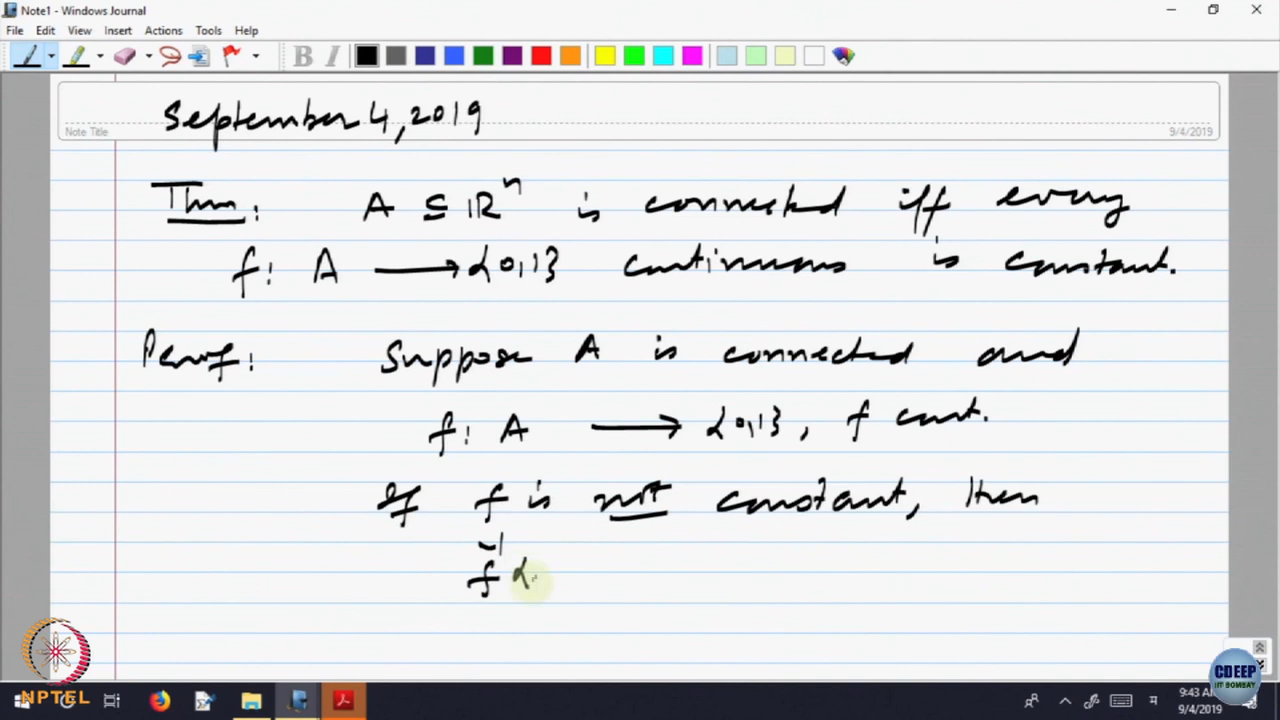 Note1 - Windows Journal
File Edit View Insert Actions Tools Help
B I
September 4, 2019
Note Title
9/4/2019
Thm: A ⊆ ℝⁿ is connected iff every
f: A ⟶ {0,1} continuous is constant.
Proof: Suppose A is connected and
f: A ⟶ {0,1}, f cont.
If f is not constant, then
f⁻¹{
NPTEL
CDEEP
IIT BOMBAY
9:43 AM
9/4/2019